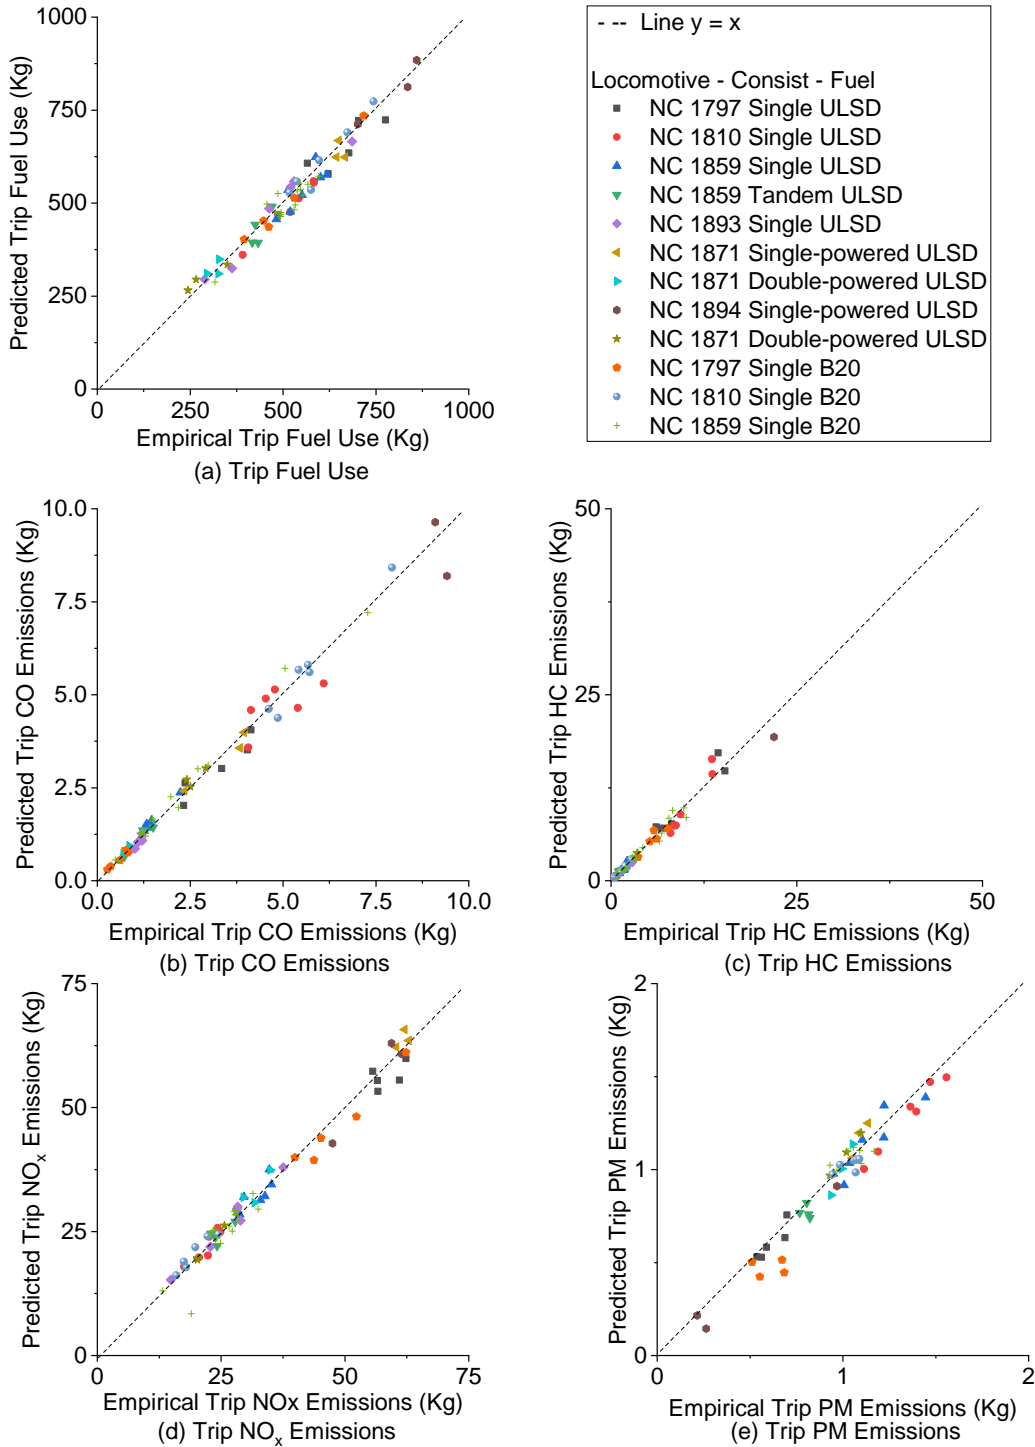 1000
750
500
250
0
Predicted Trip Fuel Use (Kg)
0
250
500
750
1000
Empirical Trip Fuel Use (Kg)
(a) Trip Fuel Use
- -- Line y = x
Locomotive - Consist - Fuel
NC 1797 Single ULSD
NC 1810 Single ULSD
NC 1859 Single ULSD
NC 1859 Tandem ULSD
NC 1893 Single ULSD
NC 1871 Single-powered ULSD
NC 1871 Double-powered ULSD
NC 1894 Single-powered ULSD
NC 1871 Double-powered ULSD
NC 1797 Single B20
NC 1810 Single B20
NC 1859 Single B20
10.0
7.5
5.0
2.5
0.0
Predicted Trip CO Emissions (Kg)
0.0
2.5
5.0
7.5
10.0
Empirical Trip CO Emissions (Kg)
(b) Trip CO Emissions
50
25
0
Predicted Trip HC Emissions (Kg)
0
25
50
Empirical Trip HC Emissions (Kg)
(c) Trip HC Emissions
75
50
25
0
Predicted Trip NOx Emissions (Kg)
0
25
50
75
Empirical Trip NOx Emissions (Kg)
(d) Trip NOx Emissions
2
1
0
Predicted Trip PM Emissions (Kg)
0
1
2
Empirical Trip PM Emissions (Kg)
(e) Trip PM Emissions